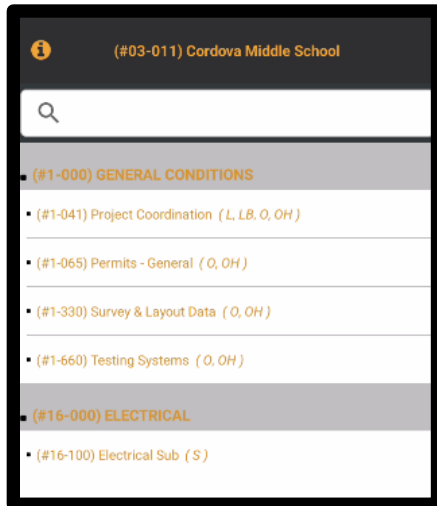 (#03-011) Cordova Middle School
(#1-000) GENERAL CONDITIONS
(#1-041) Project Coordination (L, LB, O, OH )
(#1-065) Permits - General ( O, OH )
(#1-330) Survey & Layout Data ( O, OH )
(#1-660) Testing Systems ( O, OH )
(#16-000) ELECTRICAL
(#16-100) Electrical Sub ( S )